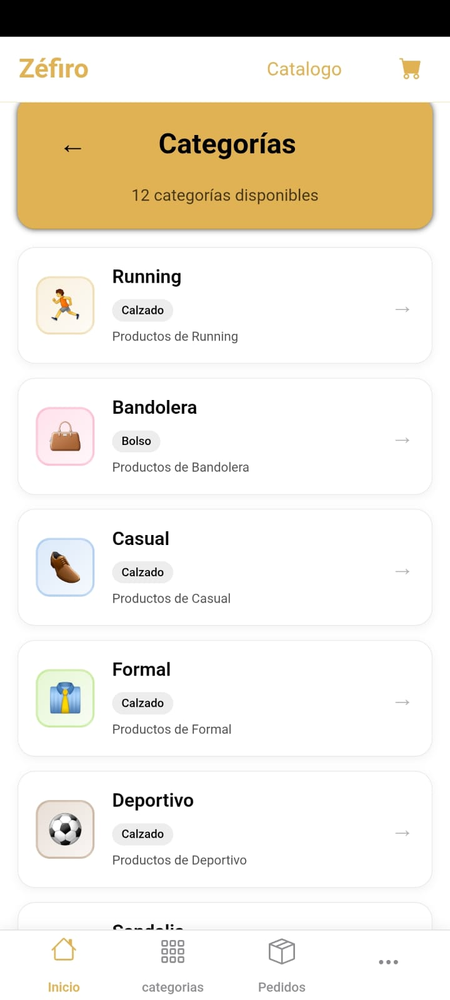 Zéfiro
Catalogo
← Categorías
12 categorías disponibles
Running
Calzado
→
Productos de Running
Bandolera
Bolso
→
Productos de Bandolera
Casual
Calzado
→
Productos de Casual
Formal
Calzado
→
Productos de Formal
Deportivo
Calzado
→
Productos de Deportivo
Inicio
categorias
Pedidos